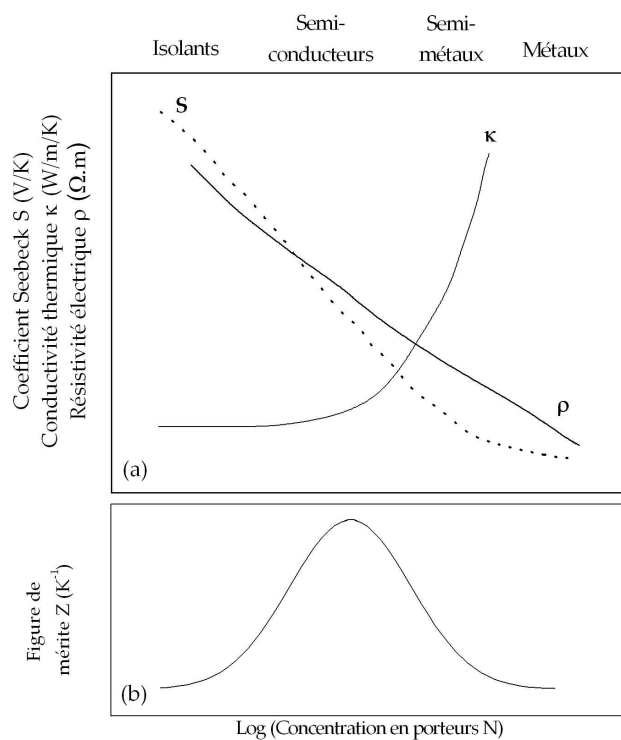 Isolants
Semi-
conducteurs
Semi-
métaux
Métaux
Coefficient Seebeck S (V/K)
Conductivité thermique κ (W/m/K)
Résistivité électrique ρ (Ω.m)
S
κ
ρ
(a)
Figure de
mérite Z (K⁻¹)
(b)
Log (Concentration en porteurs N)